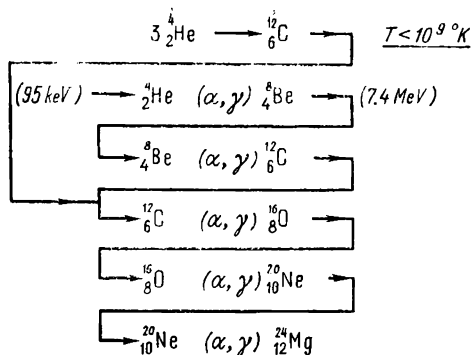 3 ⁴₂He → ¹²₆C → T < 10⁹ °K
(95 keV) → ⁴₂He (α, γ) ⁸₄Be → (7.4 MeV)
→ ⁸₄Be (α, γ) ¹²₆C →
→ ¹²₆C (α, γ) ¹⁶₈O →
→ ¹⁶₈O (α, γ) ²⁰₁₀Ne →
→ ²⁰₁₀Ne (α, γ) ²⁴₁₂Mg